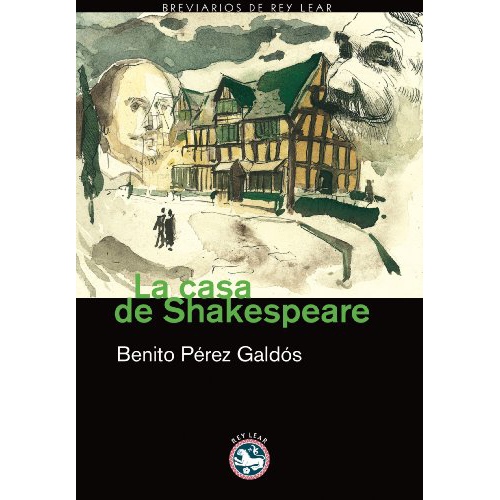 BREVIARIOS DE REY LEAR
La casa
de Shakespeare
Benito Pérez Galdós
REY LEAR